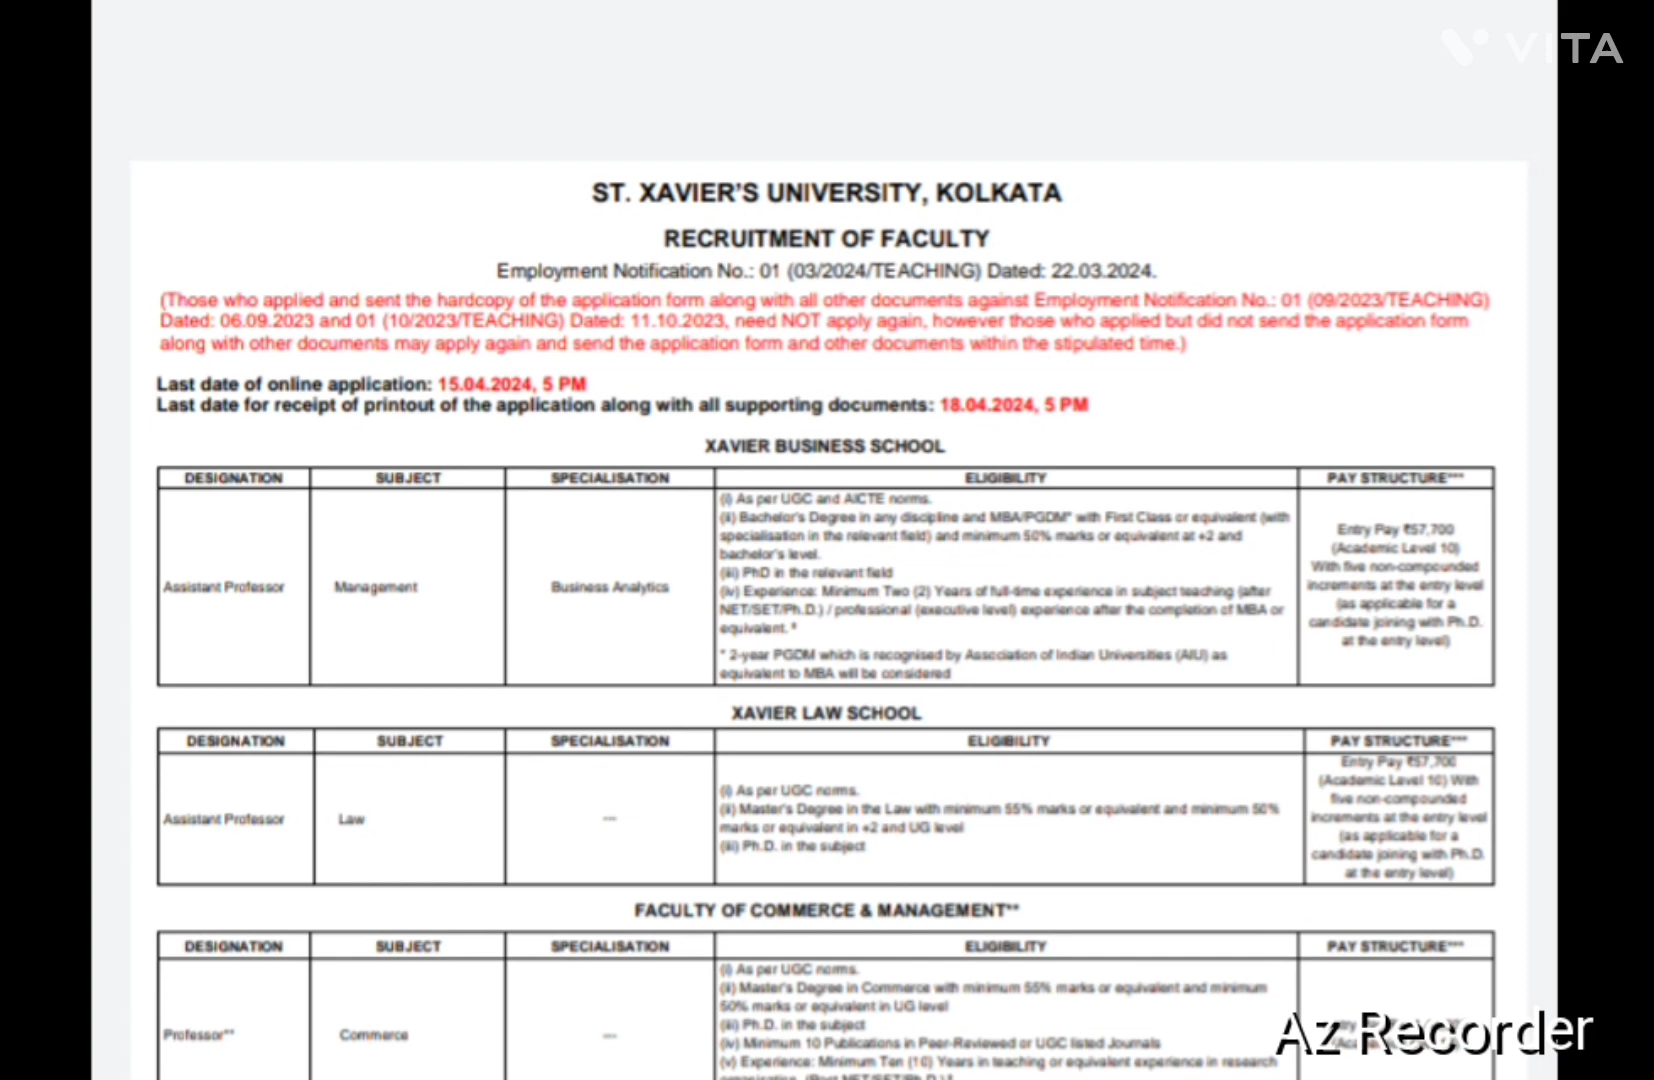 VITA
ST. XAVIER'S UNIVERSITY, KOLKATA
RECRUITMENT OF FACULTY
Employment Notification No.: 01 (03/2024/TEACHING) Dated: 22.03.2024.
(Those who applied and sent the hardcopy of the application form along with all other documents against Employment Notification No.: 01 (09/2023/TEACHING)
Dated: 06.09.2023 and 01 (10/2023/TEACHING) Dated: 11.10.2023, need NOT apply again, however those who applied but did not send the application form
along with other documents may apply again and send the application form and other documents within the stipulated time.)
Last date of online application: 15.04.2024, 5 PM
Last date for receipt of printout of the application along with all supporting documents: 18.04.2024, 5 PM
XAVIER BUSINESS SCHOOL
DESIGNATION SUBJECT SPECIALISATION ELIGIBILITY PAY STRUCTURE***
Assistant Professor
Management
Business Analytics
(i) As per UGC and AICTE norms.
(ii) Bachelor's Degree in any discipline and MBA/PGDM* with First Class or equivalent (with
specialisation in the relevant field) and minimum 50% marks or equivalent at +2 and
bachelor's level.
(iii) PhD in the relevant field
(iv) Experience: Minimum Two (2) Years of full-time experience in subject teaching (after
NET/SET/Ph.D.) / professional (executive level) experience after the completion of MBA or
equivalent.
* 2-year PGDM which is recognised by Association of Indian Universities (AIU) as
equivalent to MBA will be considered
Entry Pay ₹57,700
(Academic Level 10)
With five non-compounded
increments at the entry level
(as applicable for a
candidate joining with Ph.D.
at the entry level)
XAVIER LAW SCHOOL
DESIGNATION SUBJECT SPECIALISATION ELIGIBILITY PAY STRUCTURE***
Assistant Professor
Law
---
(i) As per UGC norms.
(ii) Master's Degree in the Law with minimum 55% marks or equivalent and minimum 50%
marks or equivalent in +2 and UG level
(iii) Ph.D. in the subject
Entry Pay ₹57,700
(Academic Level 10) With
five non-compounded
increments at the entry level
(as applicable for a
candidate joining with Ph.D.
at the entry level)
FACULTY OF COMMERCE & MANAGEMENT**
DESIGNATION SUBJECT SPECIALISATION ELIGIBILITY PAY STRUCTURE***
Professor**
Commerce
---
(i) As per UGC norms.
(ii) Master's Degree in Commerce with minimum 55% marks or equivalent and minimum
50% marks or equivalent in UG level
(iii) Ph.D. in the subject
(iv) Minimum 10 Publications in Peer-Reviewed or UGC listed Journals
(v) Experience: Minimum Ten (10) Years in teaching or equivalent experience in research
Az Recorder